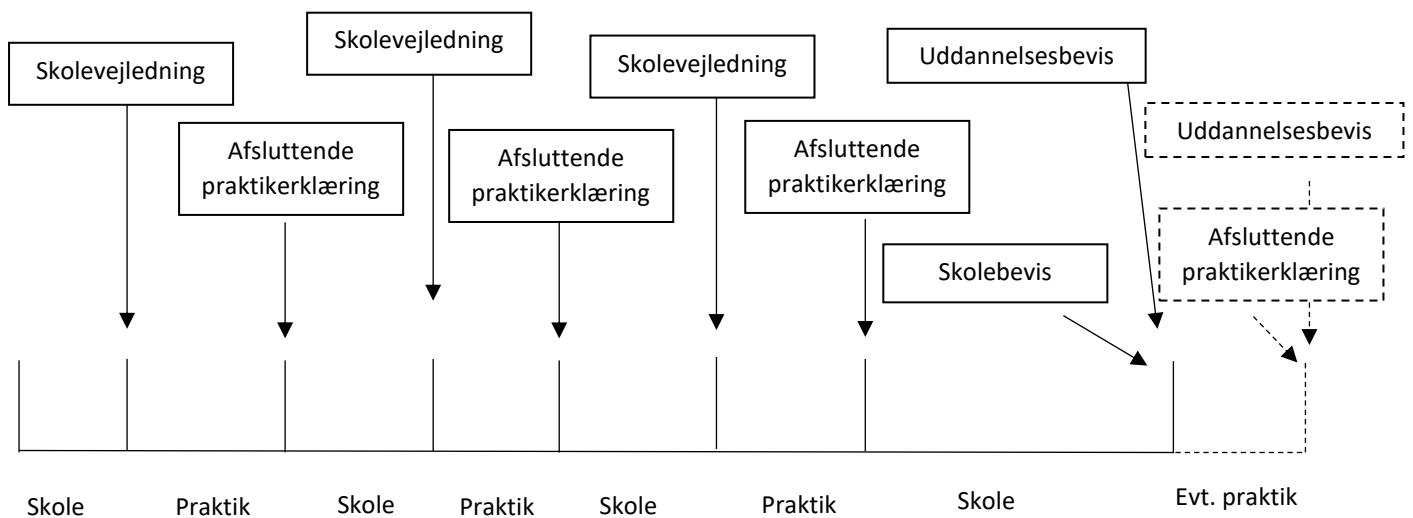 Skolevejledning
Skolevejledning
Skolevejledning
Uddannelsesbevis
Uddannelsesbevis
Afsluttende
praktikerklæring
Afsluttende
praktikerklæring
Afsluttende
praktikerklæring
Afsluttende
praktikerklæring
Skolebevis
Skole
Praktik
Skole
Praktik
Skole
Praktik
Skole
Evt. praktik